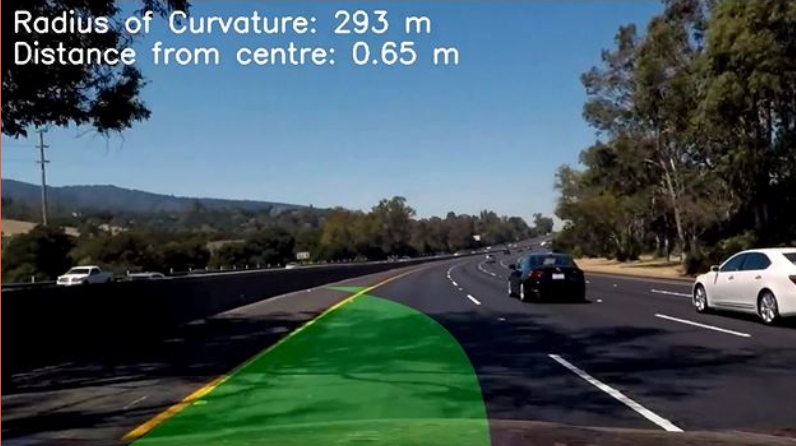 Radius of Curvature: 293 m
Distance from centre: 0.65 m